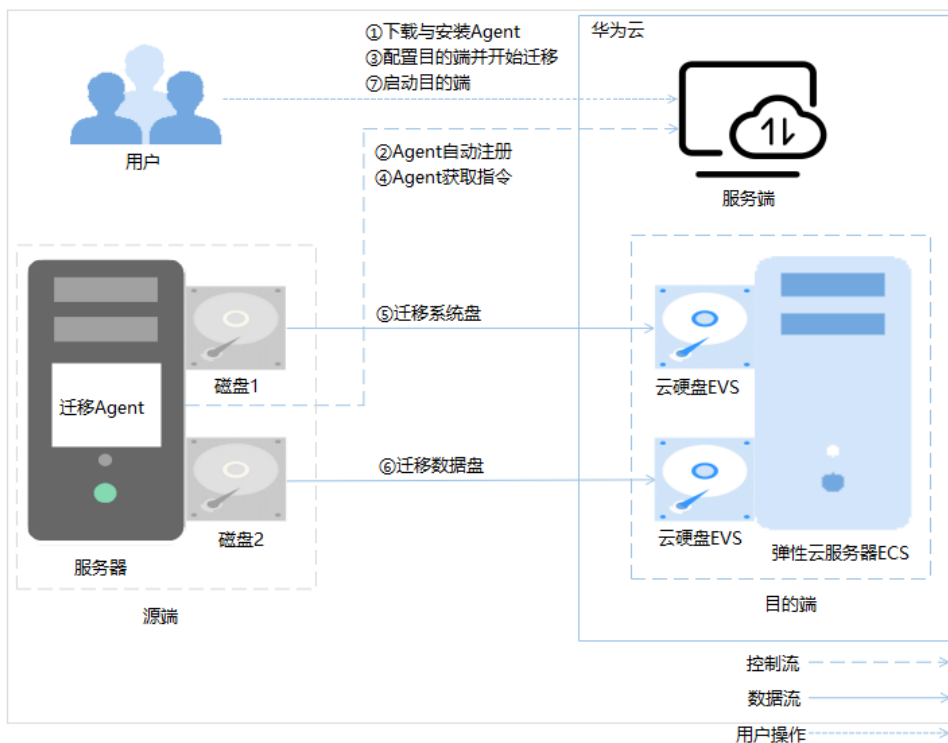 ①下载与安装Agent
③配置目的端并开始迁移
⑦启动目的端
华为云
用户
②Agent自动注册
④Agent获取指令
服务端
⑤迁移系统盘
磁盘1
云硬盘EVS
迁移Agent
⑥迁移数据盘
磁盘2
云硬盘EVS
服务器
弹性云服务器ECS
源端
目的端
控制流
数据流
用户操作